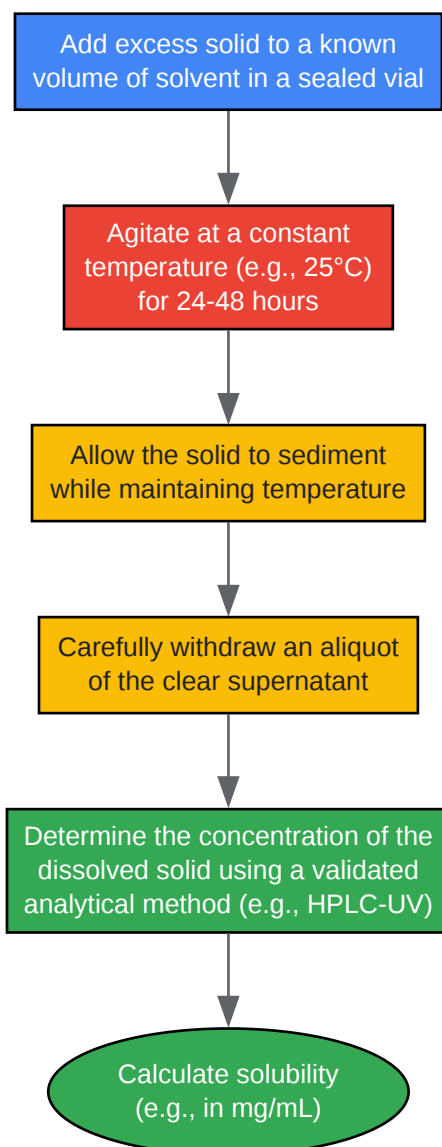 Add excess solid to a known
volume of solvent in a sealed vial
Agitate at a constant
temperature (e.g., 25°C)
for 24-48 hours
Allow the solid to sediment
while maintaining temperature
Carefully withdraw an aliquot
of the clear supernatant
Determine the concentration of the
dissolved solid using a validated
analytical method (e.g., HPLC-UV)
Calculate solubility
(e.g., in mg/mL)